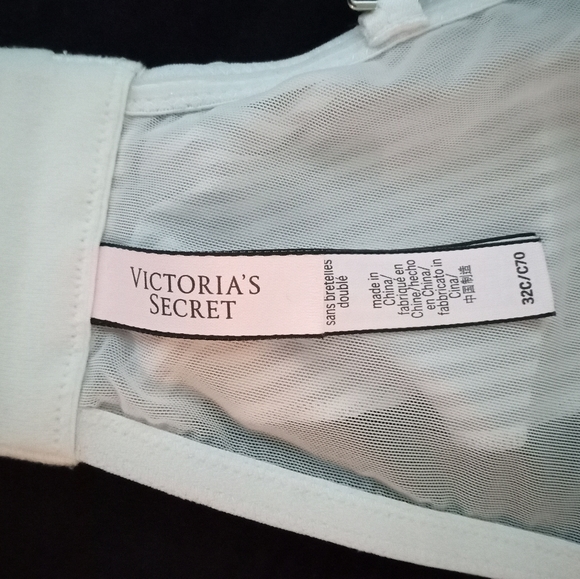 VICTORIA'S
SECRET
sans bretelles
doublé
made in
China/
fabriqué en
Chine/hecho
en China/
fabbricato in
Cina/
中国制造
32C/C70